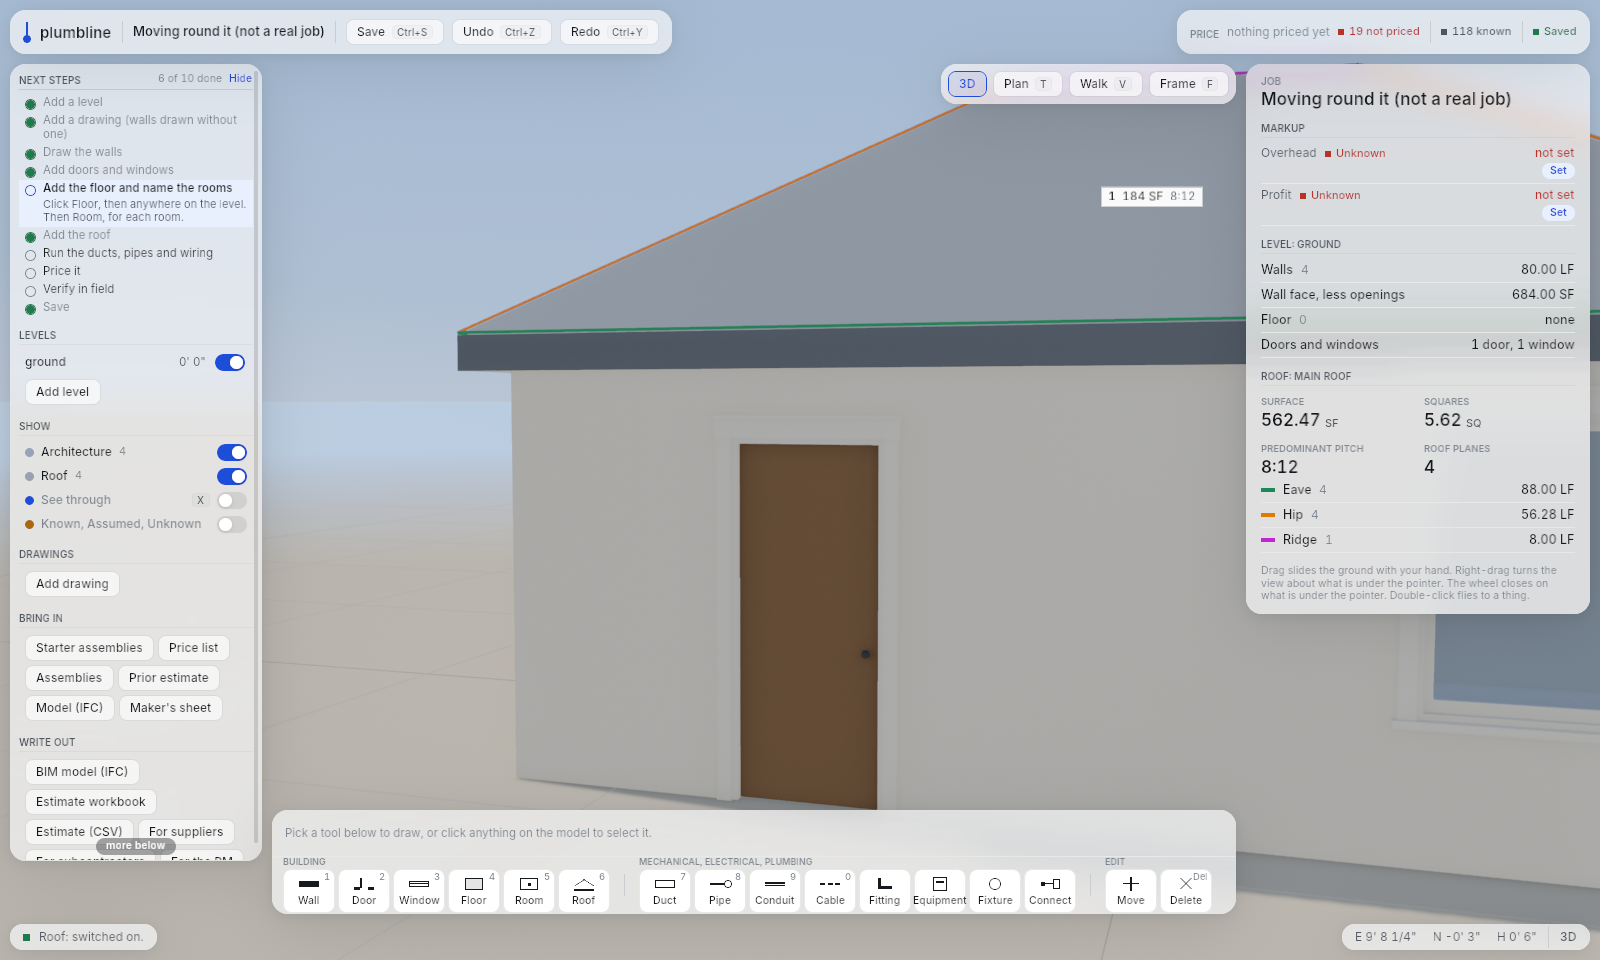 plumbline
Moving round it (not a real job)
Save Ctrl+S
Undo Ctrl+Z
Redo Ctrl+Y
PRICE nothing priced yet 19 not priced 118 known Saved
NEXT STEPS 6 of 10 done Hide
Add a level
Add a drawing (walls drawn without
one)
Draw the walls
Add doors and windows
Add the floor and name the rooms
Click Floor, then anywhere on the level.
Then Room, for each room.
Add the roof
Run the ducts, pipes and wiring
Price it
Verify in field
Save
LEVELS
ground 0' 0"
Add level
SHOW
Architecture 4
Roof 4
See through X
Known, Assumed, Unknown
DRAWINGS
Add drawing
BRING IN
Starter assemblies Price list
Assemblies Prior estimate
Model (IFC) Maker's sheet
WRITE OUT
BIM model (IFC)
Estimate workbook
Estimate (CSV) For suppliers
more below
For subcontractors For the PM
Roof: switched on.
3D Plan T Walk V Frame F
1 184 SF 8:12
JOB
Moving round it (not a real job)
MARKUP
Overhead Unknown not set
Set
Profit Unknown not set
Set
LEVEL: GROUND
Walls 4 80.00 LF
Wall face, less openings 684.00 SF
Floor 0 none
Doors and windows 1 door, 1 window
ROOF: MAIN ROOF
SURFACE SQUARES
562.47 SF 5.62 SQ
PREDOMINANT PITCH ROOF PLANES
8:12 4
Eave 4 88.00 LF
Hip 4 56.28 LF
Ridge 1 8.00 LF
Drag slides the ground with your hand. Right-drag turns the
view about what is under the pointer. The wheel closes on
what is under the pointer. Double-click flies to a thing.
Pick a tool below to draw, or click anything on the model to select it.
BUILDING MECHANICAL, ELECTRICAL, PLUMBING EDIT
1 2 3 4 5 6 7 8 9 0 Del
Wall Door Window Floor Room Roof Duct Pipe Conduit Cable Fitting Equipment Fixture Connect Move Delete
E 9' 8 1/4" N -0' 3" H 0' 6" 3D